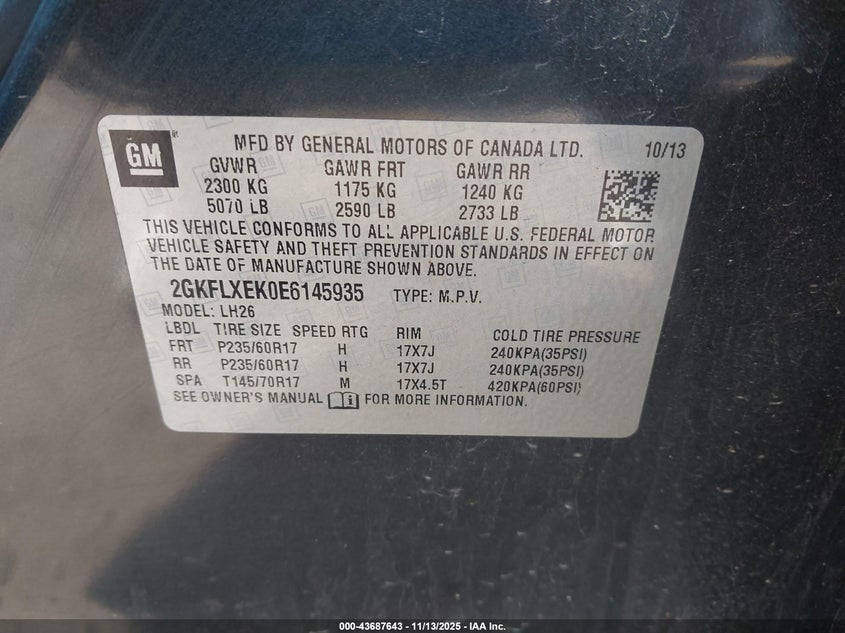 GM
MFD BY GENERAL MOTORS OF CANADA LTD. 10/13
GVWR GAWR FRT GAWR RR
2300 KG 1175 KG 1240 KG
5070 LB 2590 LB 2733 LB
THIS VEHICLE CONFORMS TO ALL APPLICABLE U.S. FEDERAL MOTOR
VEHICLE SAFETY AND THEFT PREVENTION STANDARDS IN EFFECT ON
THE DATE OF MANUFACTURE SHOWN ABOVE.
2GKFLXEK0E6145935 TYPE: M.P.V.
MODEL: LH26
LBDL TIRE SIZE SPEED RTG RIM COLD TIRE PRESSURE
FRT P235/60R17 H 17X7J 240KPA(35PSI)
RR P235/60R17 H 17X7J 240KPA(35PSI)
SPA T145/70R17 M 17X4.5T 420KPA(60PSI)
SEE OWNER'S MANUAL FOR MORE INFORMATION.
000-43687643 - 11/13/2025 - IAA Inc.